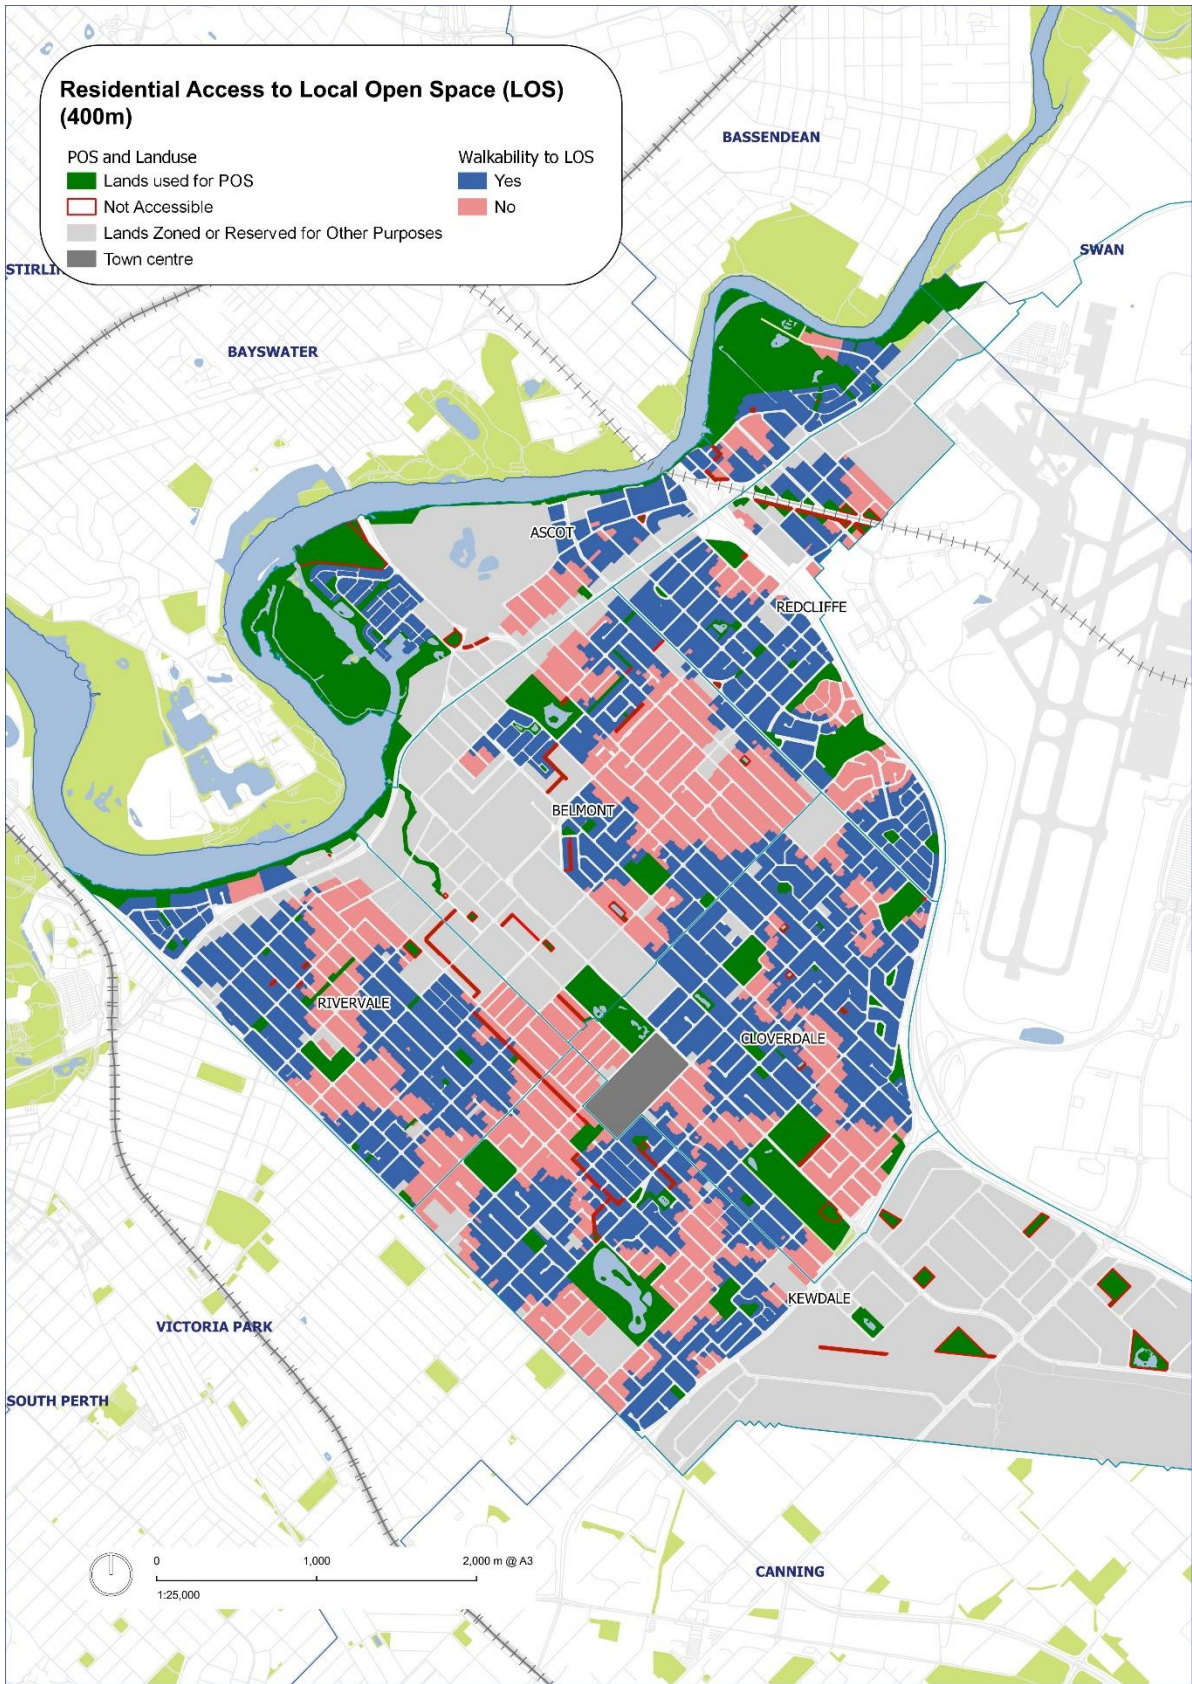 Residential Access to Local Open Space (LOS)
(400m)
POS and Landuse
Walkability to LOS
Lands used for POS
Yes
Not Accessible
No
Lands Zoned or Reserved for Other Purposes
Town centre
BASSENDEAN
SWAN
STIRLI
BAYSWATER
ASCOT
REDCLIFFE
BELMONT
RIVERVALE
CLOVERDALE
KEWDALE
VICTORIA PARK
SOUTH PERTH
CANNING
0
1,000
2,000 m @ A3
1:25,000